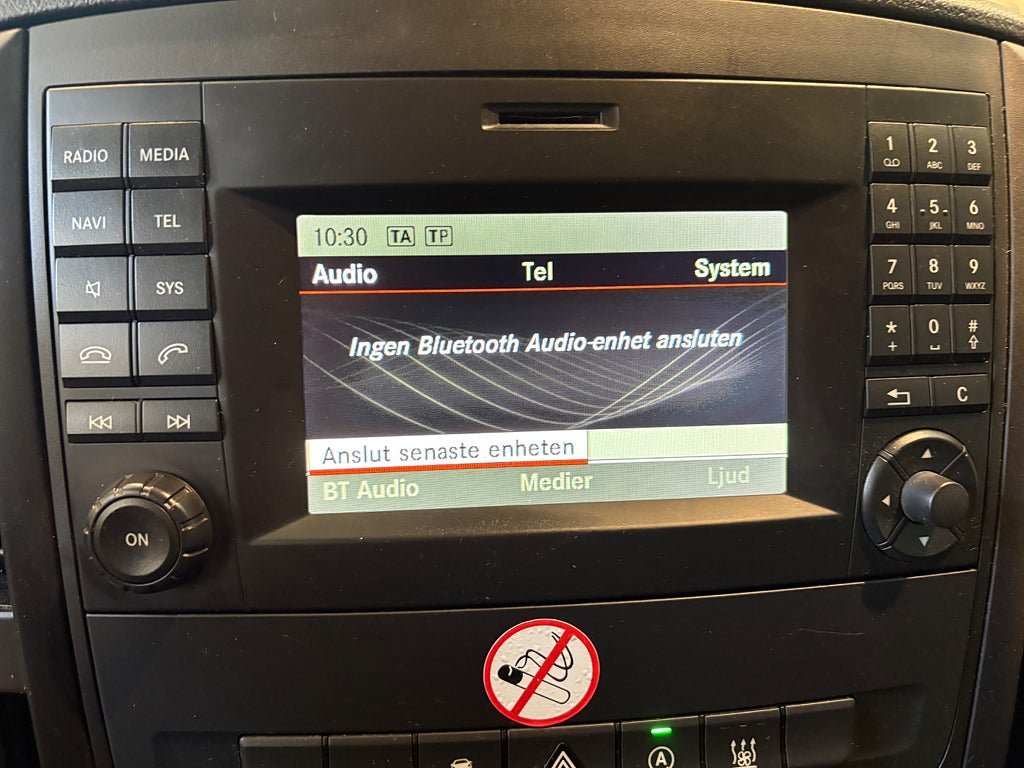 RADIO MEDIA
NAVI TEL
SYS
ON
10:30 TA TP
Audio Tel System
Ingen Bluetooth Audio-enhet ansluten
Anslut senaste enheten
BT Audio Medier Ljud
1 2 ABC 3 DEF
4 GHI 5 JKL 6 MNO
7 PQRS 8 TUV 9 WXYZ
* + 0 #
C
A